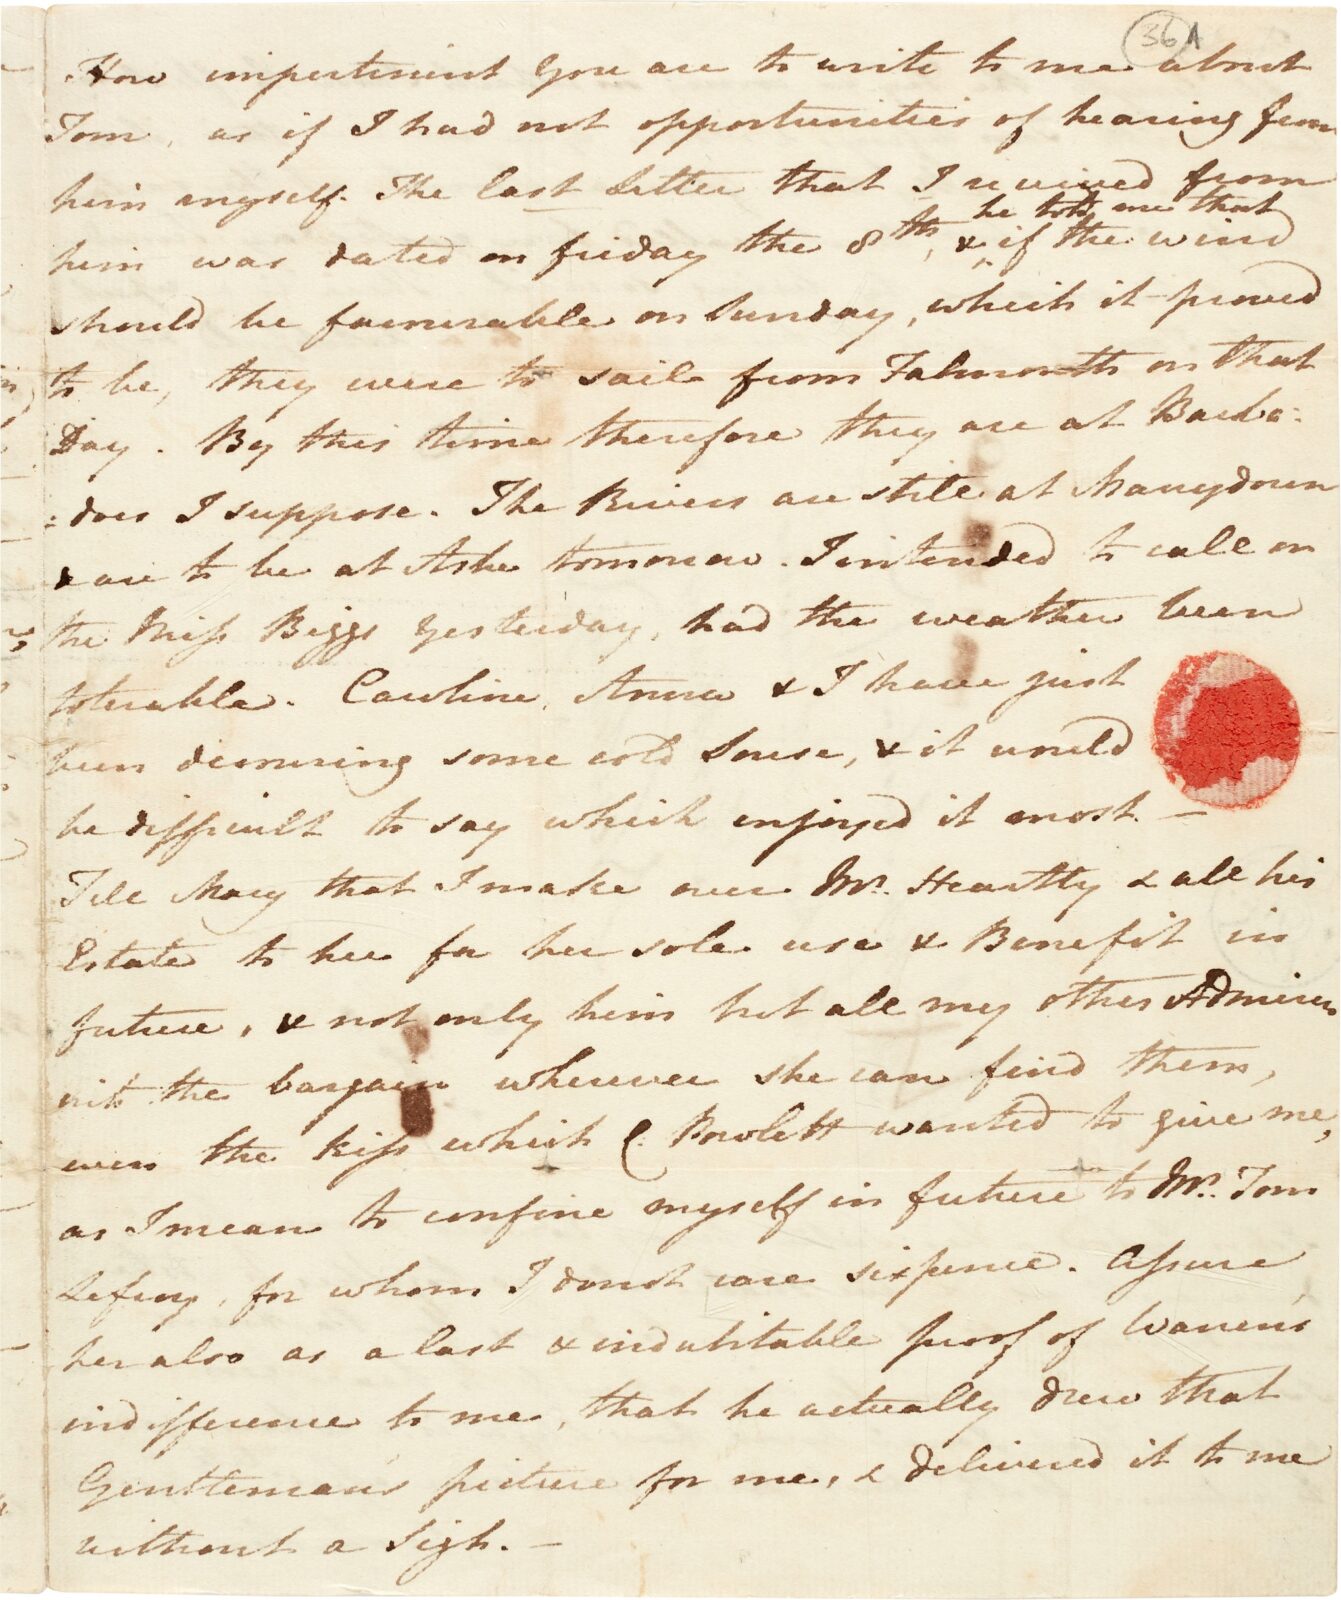 36A
How impertinent you are to write to me about
Tom, as if I had not opportunities of hearing from
him myself. The last Letter that I received from
him was dated on Friday the 8th, & he told me that if the wind
should be favourable on Sunday, which it proved
to be, they were to sail from Falmouth on that
Day. By this time therefore they are at Barba=
=does I suppose. The Rivers are still at Manydown
& are to be at Ashe tomorrow. I intended to call on
the Miss Biggs yesterday, had the weather been
tolerable. Caroline, Anna & I have just
been devouring some cold Souse, & it would
be difficult to say which enjoyed it most. —
Tell Mary that I make over Mr. Heartley & all his
Estate to her for her sole use & Benefit in
future, & not only him but all my other Admirers
into the bargain wherever she can find them,
even the kiss which C. Powlett wanted to give me,
as I mean to confine myself in future to Mr. Tom
Lefroy, for whom I donot care sixpence. Assure
her also as a last & indubitable proof of Warren's
indifference to me, that he actually drew that
Gentleman's picture for me, & delivered it to me
without a Sigh. —